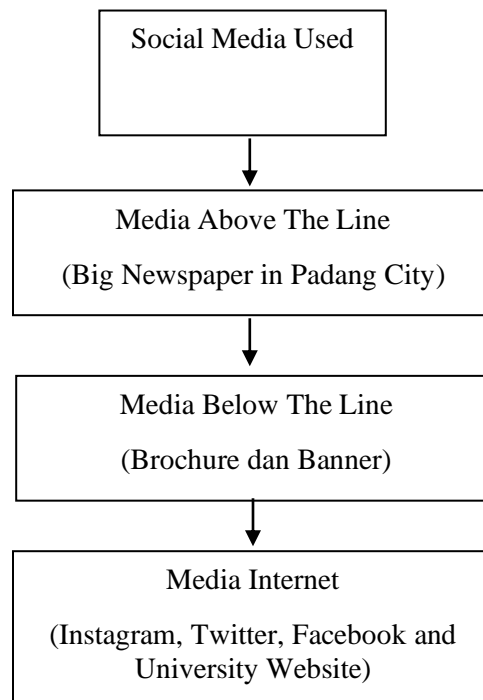 Social Media Used
Media Above The Line
(Big Newspaper in Padang City)
Media Below The Line
(Brochure dan Banner)
Media Internet
(Instagram, Twitter, Facebook and
University Website)